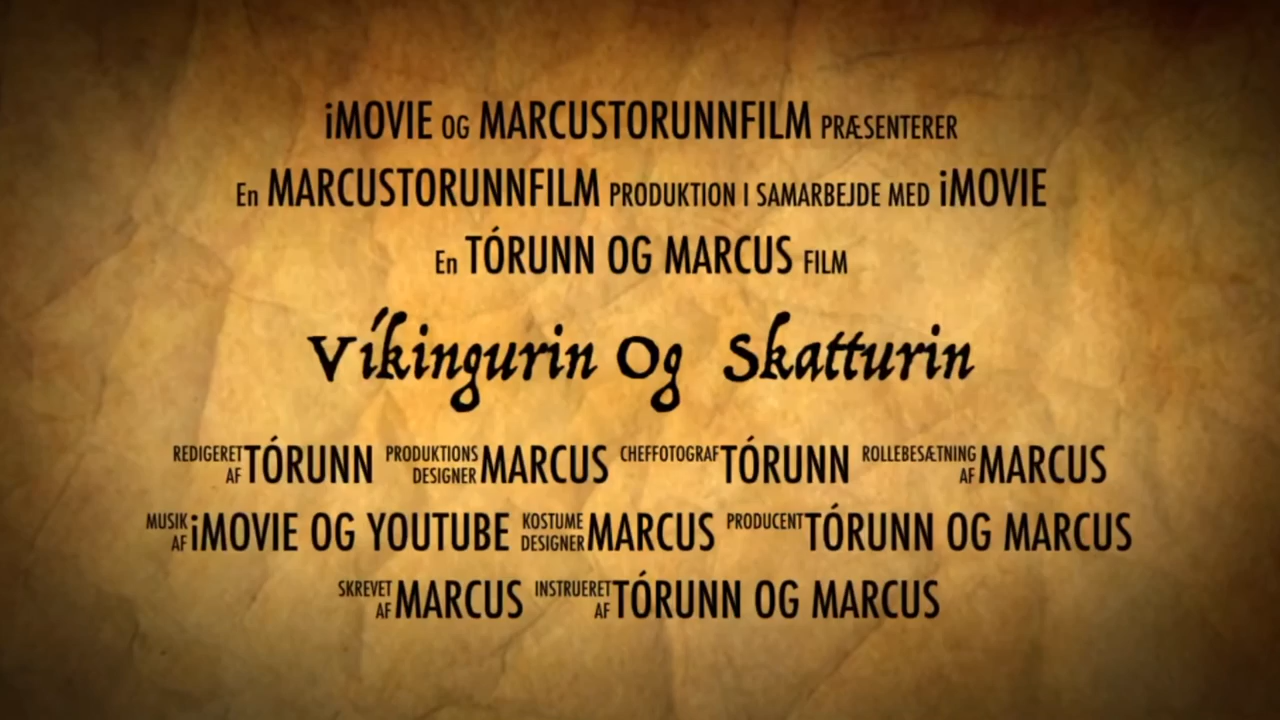 iMOVIE OG MARCUSTORUNNFILM PRÆSENTERER
En MARCUSTORUNNFILM PRODUKTION I SAMARBEJDE MED iMOVIE
En TÓRUNN OG MARCUS FILM
Víkingurin Og Skatturin
REDIGERET AF TÓRUNN PRODUKTIONS DESIGNER MARCUS CHEFFOTOGRAF TÓRUNN ROLLEBESÆTNING AF MARCUS
MUSIK AF iMOVIE OG YOUTUBE KOSTUME DESIGNER MARCUS PRODUCENT TÓRUNN OG MARCUS
SKREVET AF MARCUS INSTRUERET AF TÓRUNN OG MARCUS